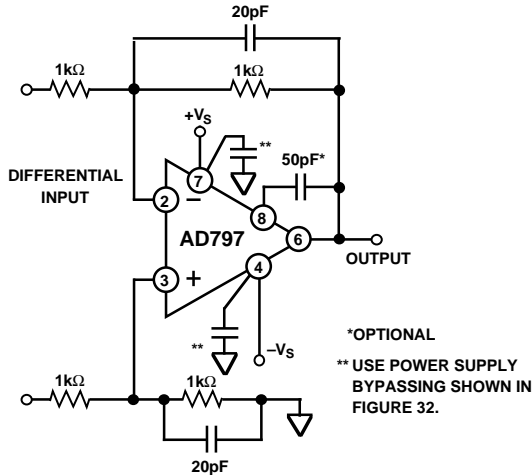 20pF
1kΩ
1kΩ
+VS
**
50pF*
DIFFERENTIAL
INPUT
7
2
–
8
AD797
6
OUTPUT
3
+
4
**
–VS
*OPTIONAL
** USE POWER SUPPLY
BYPASSING SHOWN IN
FIGURE 32.
1kΩ
1kΩ
20pF